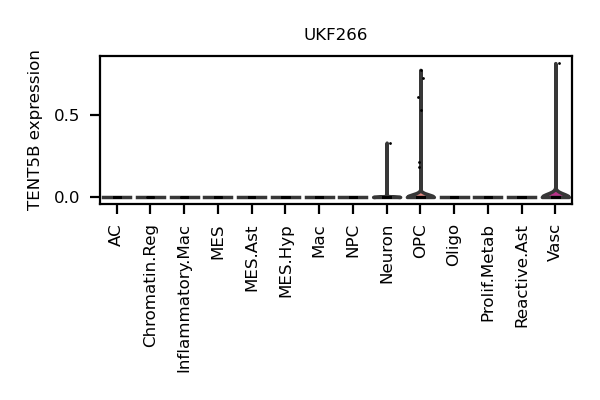 UKF266
TENT5B expression
0.5
0.0
AC
Chromatin.Reg
Inflammatory.Mac
MES
MES.Ast
MES.Hyp
Mac
NPC
Neuron
OPC
Oligo
Prolif.Metab
Reactive.Ast
Vasc